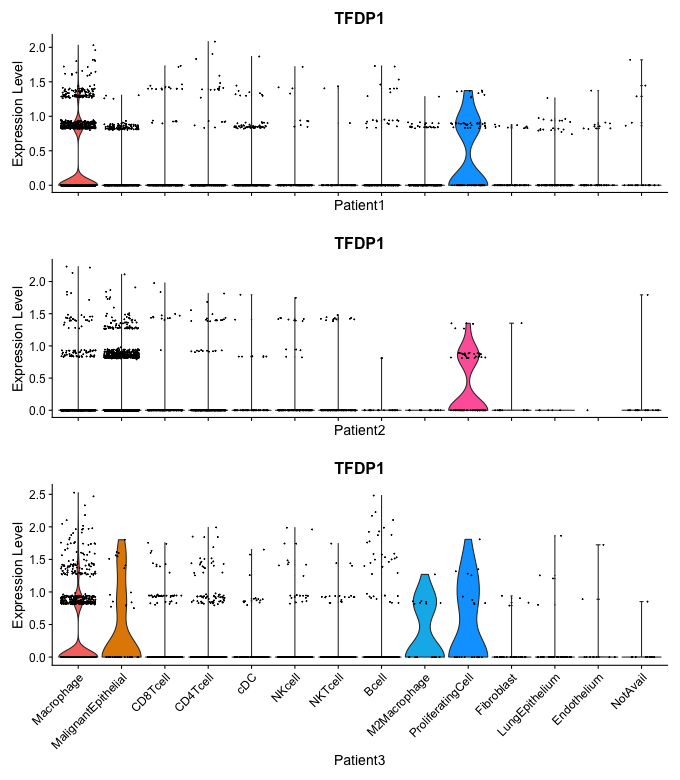 TFDP1
Expression Level
2.0
1.5
1.0
0.5
0.0
Patient1
TFDP1
Expression Level
2.0
1.5
1.0
0.5
0.0
Patient2
TFDP1
Expression Level
2.5
2.0
1.5
1.0
0.5
0.0
Macrophage
MalignantEpithelial
CD8Tcell
CD4Tcell
cDC
NKcell
NKTcell
Bcell
M2Macrophage
ProliferatingCell
Fibroblast
LungEpithelium
Endothelium
NotAvail
Patient3